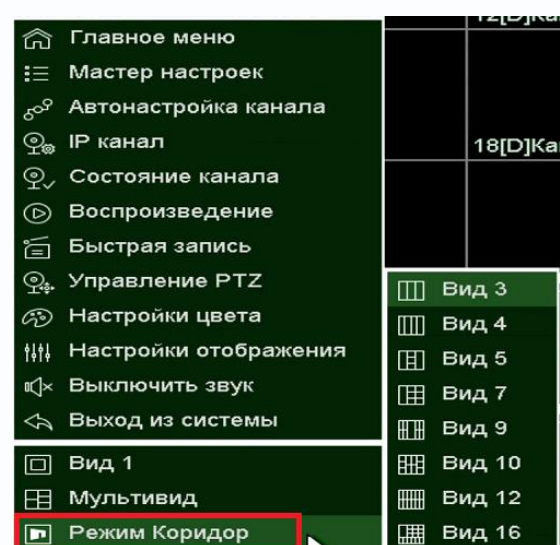 Главное меню
Мастер настроек
Автонастройка канала
IP канал
Состояние канала
Воспроизведение
Быстрая запись
Управление PTZ
Настройки цвета
Настройки отображения
Выключить звук
Выход из системы
Вид 1
Мультивид
Режим Коридор
18[D]Ка
Вид 3
Вид 4
Вид 5
Вид 7
Вид 9
Вид 10
Вид 12
Вид 16